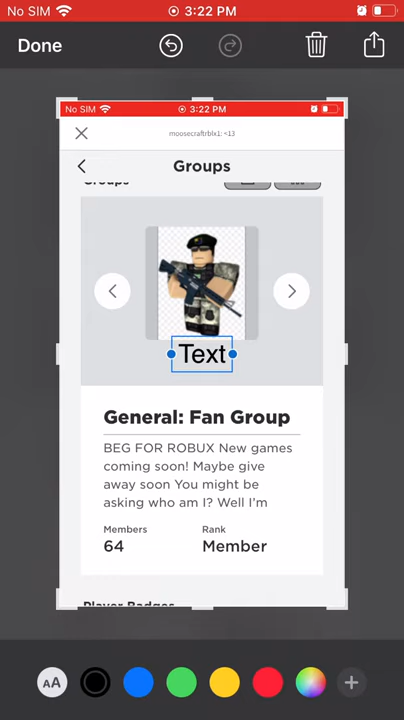 No SIM 3:22 PM
Done
No SIM 3:22 PM
moosecraftrblx1: <13
Groups
Groups
Text
General: Fan Group
BEG FOR ROBUX New games
coming soon! Maybe give
away soon You might be
asking who am I? Well I'm
Members Rank
64 Member
Player Badges
AA